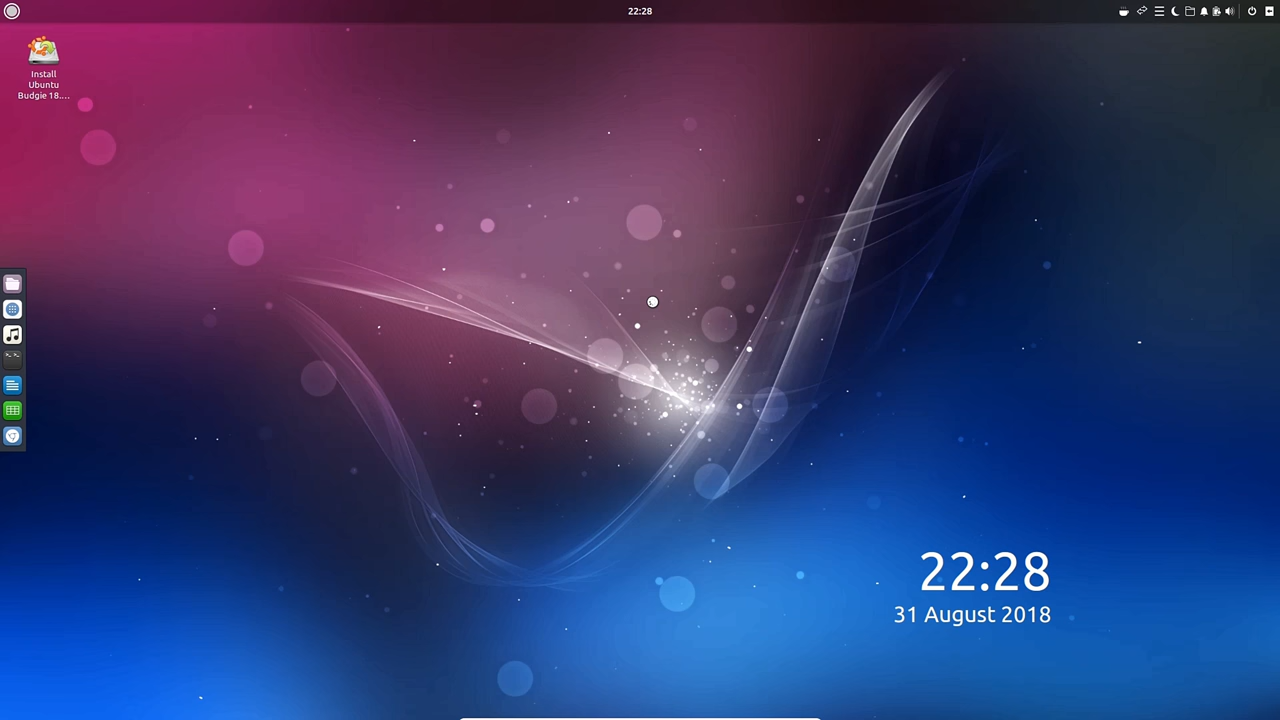 22:28
Install
Ubuntu
Budgie 18....
22:28
31 August 2018